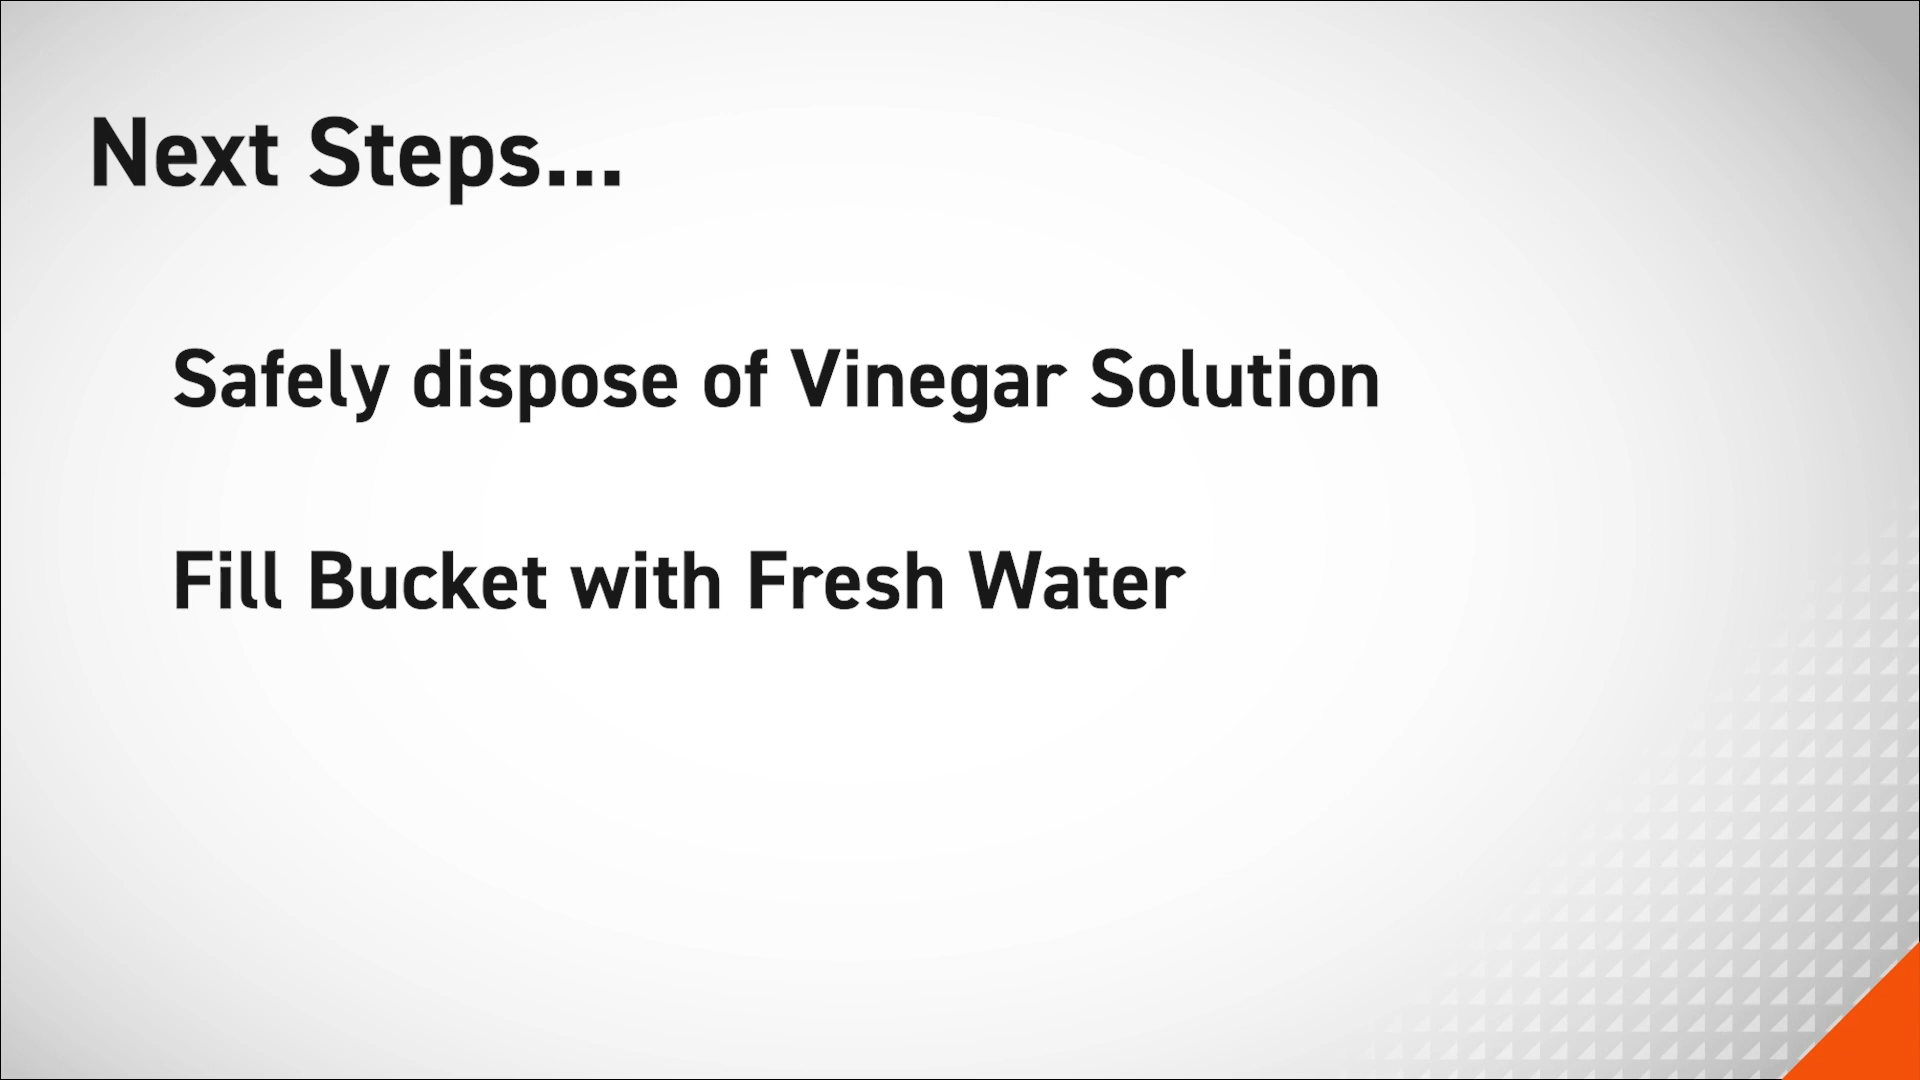 Next Steps...
Safely dispose of Vinegar Solution
Fill Bucket with Fresh Water